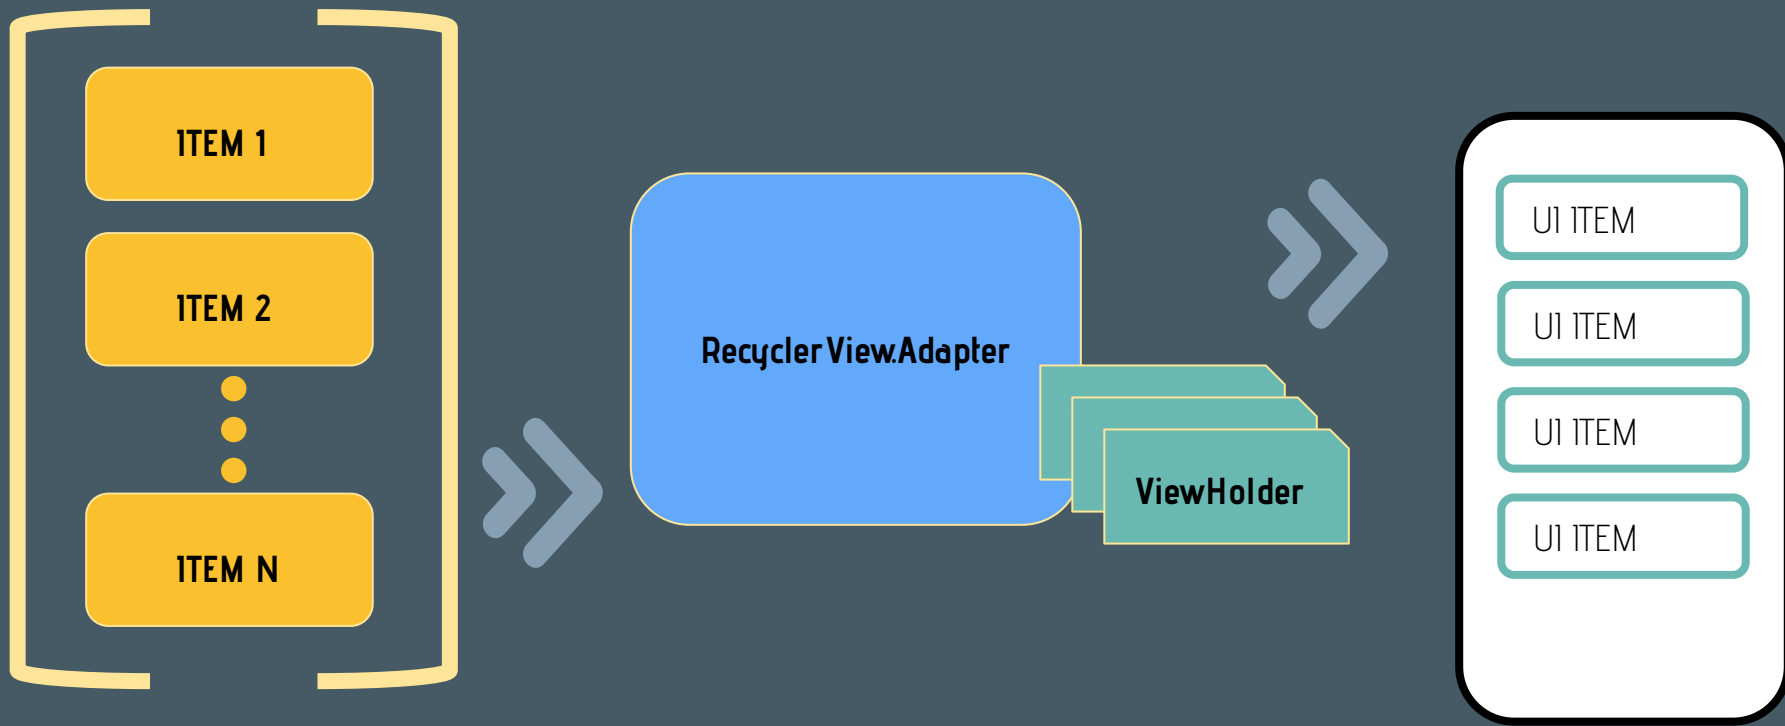 ITEM 1
ITEM 2
ITEM N
RecyclerView.Adapter
ViewHolder
UI ITEM
UI ITEM
UI ITEM
UI ITEM